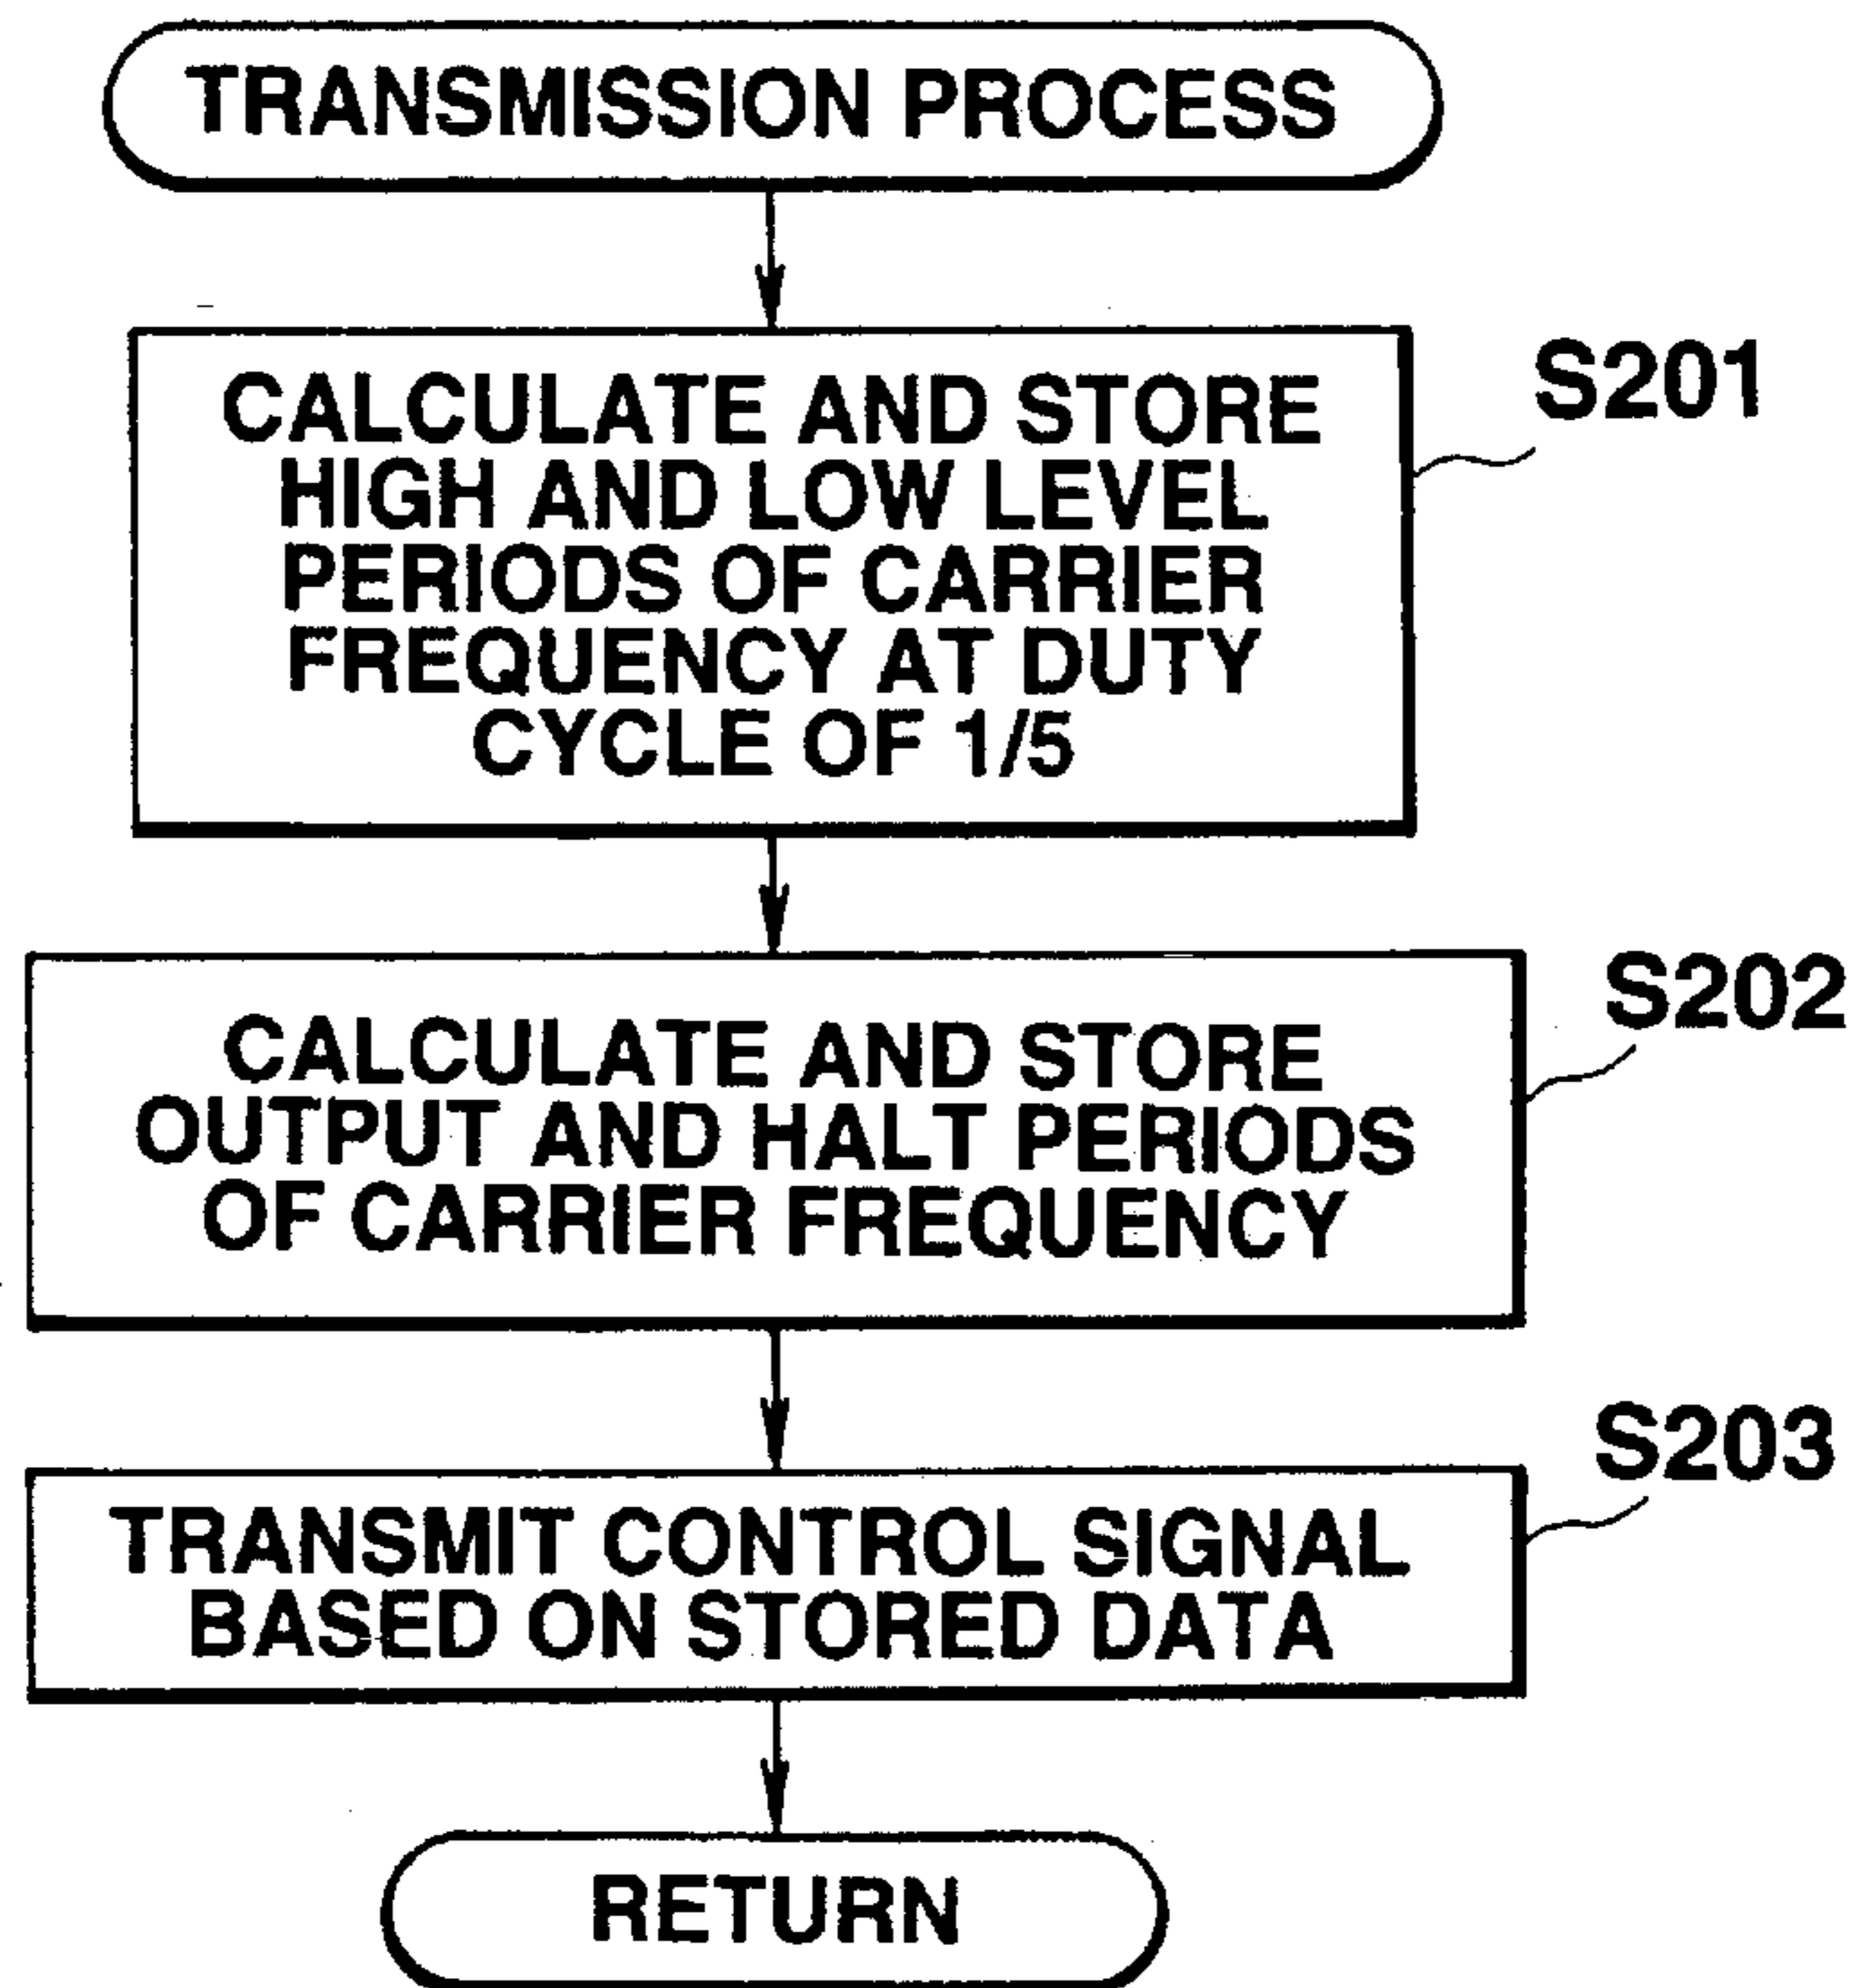 TRANSMISSION PROCESS
CALCULATE AND STORE
HIGH AND LOW LEVEL
PERIODS OF CARRIER
FREQUENCY AT DUTY
CYCLE OF 1/5
S201
CALCULATE AND STORE
OUTPUT AND HALT PERIODS
OF CARRIER FREQUENCY
S202
TRANSMIT CONTROL SIGNAL
BASED ON STORED DATA
S203
RETURN